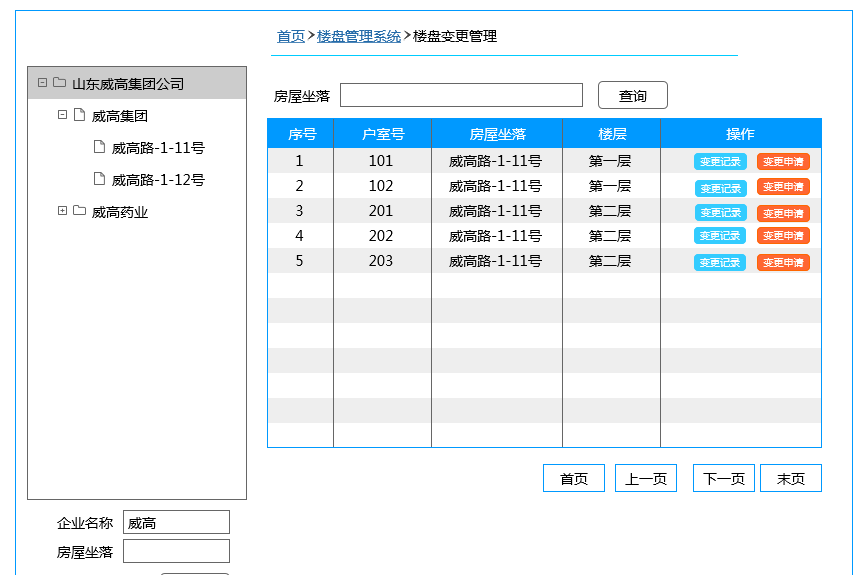 首页>楼盘管理系统>楼盘变更管理
山东威高集团公司
威高集团
威高路-1-11号
威高路-1-12号
威高药业
企业名称 威高
房屋坐落
房屋坐落 查询
序号 户室号 房屋坐落 楼层 操作
1 101 威高路-1-11号 第一层 变更记录 变更申请
2 102 威高路-1-11号 第一层 变更记录 变更申请
3 201 威高路-1-11号 第二层 变更记录 变更申请
4 202 威高路-1-11号 第二层 变更记录 变更申请
5 203 威高路-1-11号 第二层 变更记录 变更申请
首页 上一页 下一页 末页